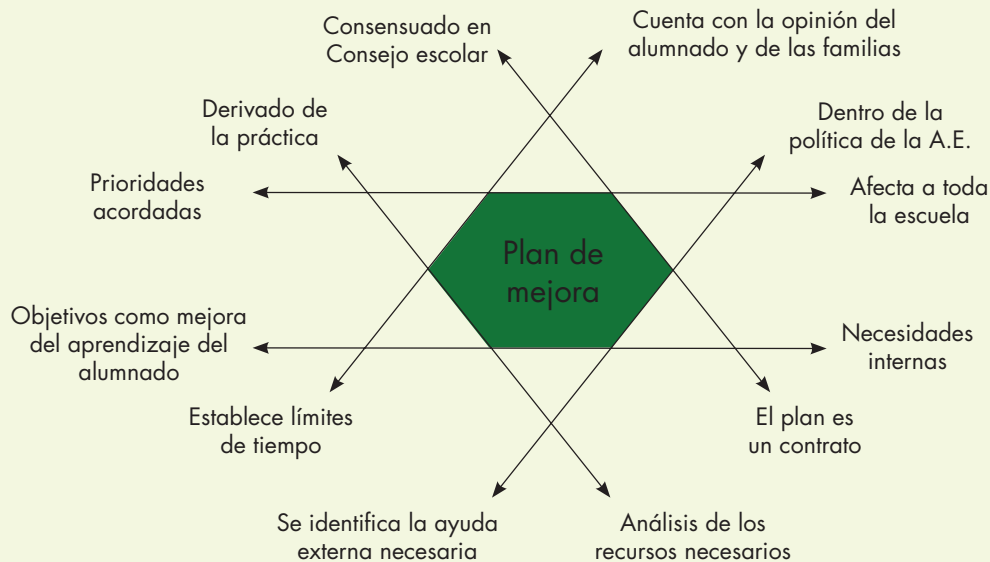 Consensuado en
Consejo escolar
Cuenta con la opinión del
alumnado y de las familias
Derivado de
la práctica
Dentro de la
política de la A.E.
Prioridades
acordadas
Afecta a toda
la escuela
Plan de
mejora
Objetivos como mejora
del aprendizaje del
alumnado
Necesidades
internas
Establece límites
de tiempo
El plan es
un contrato
Se identifica la ayuda
externa necesaria
Análisis de los
recursos necesarios